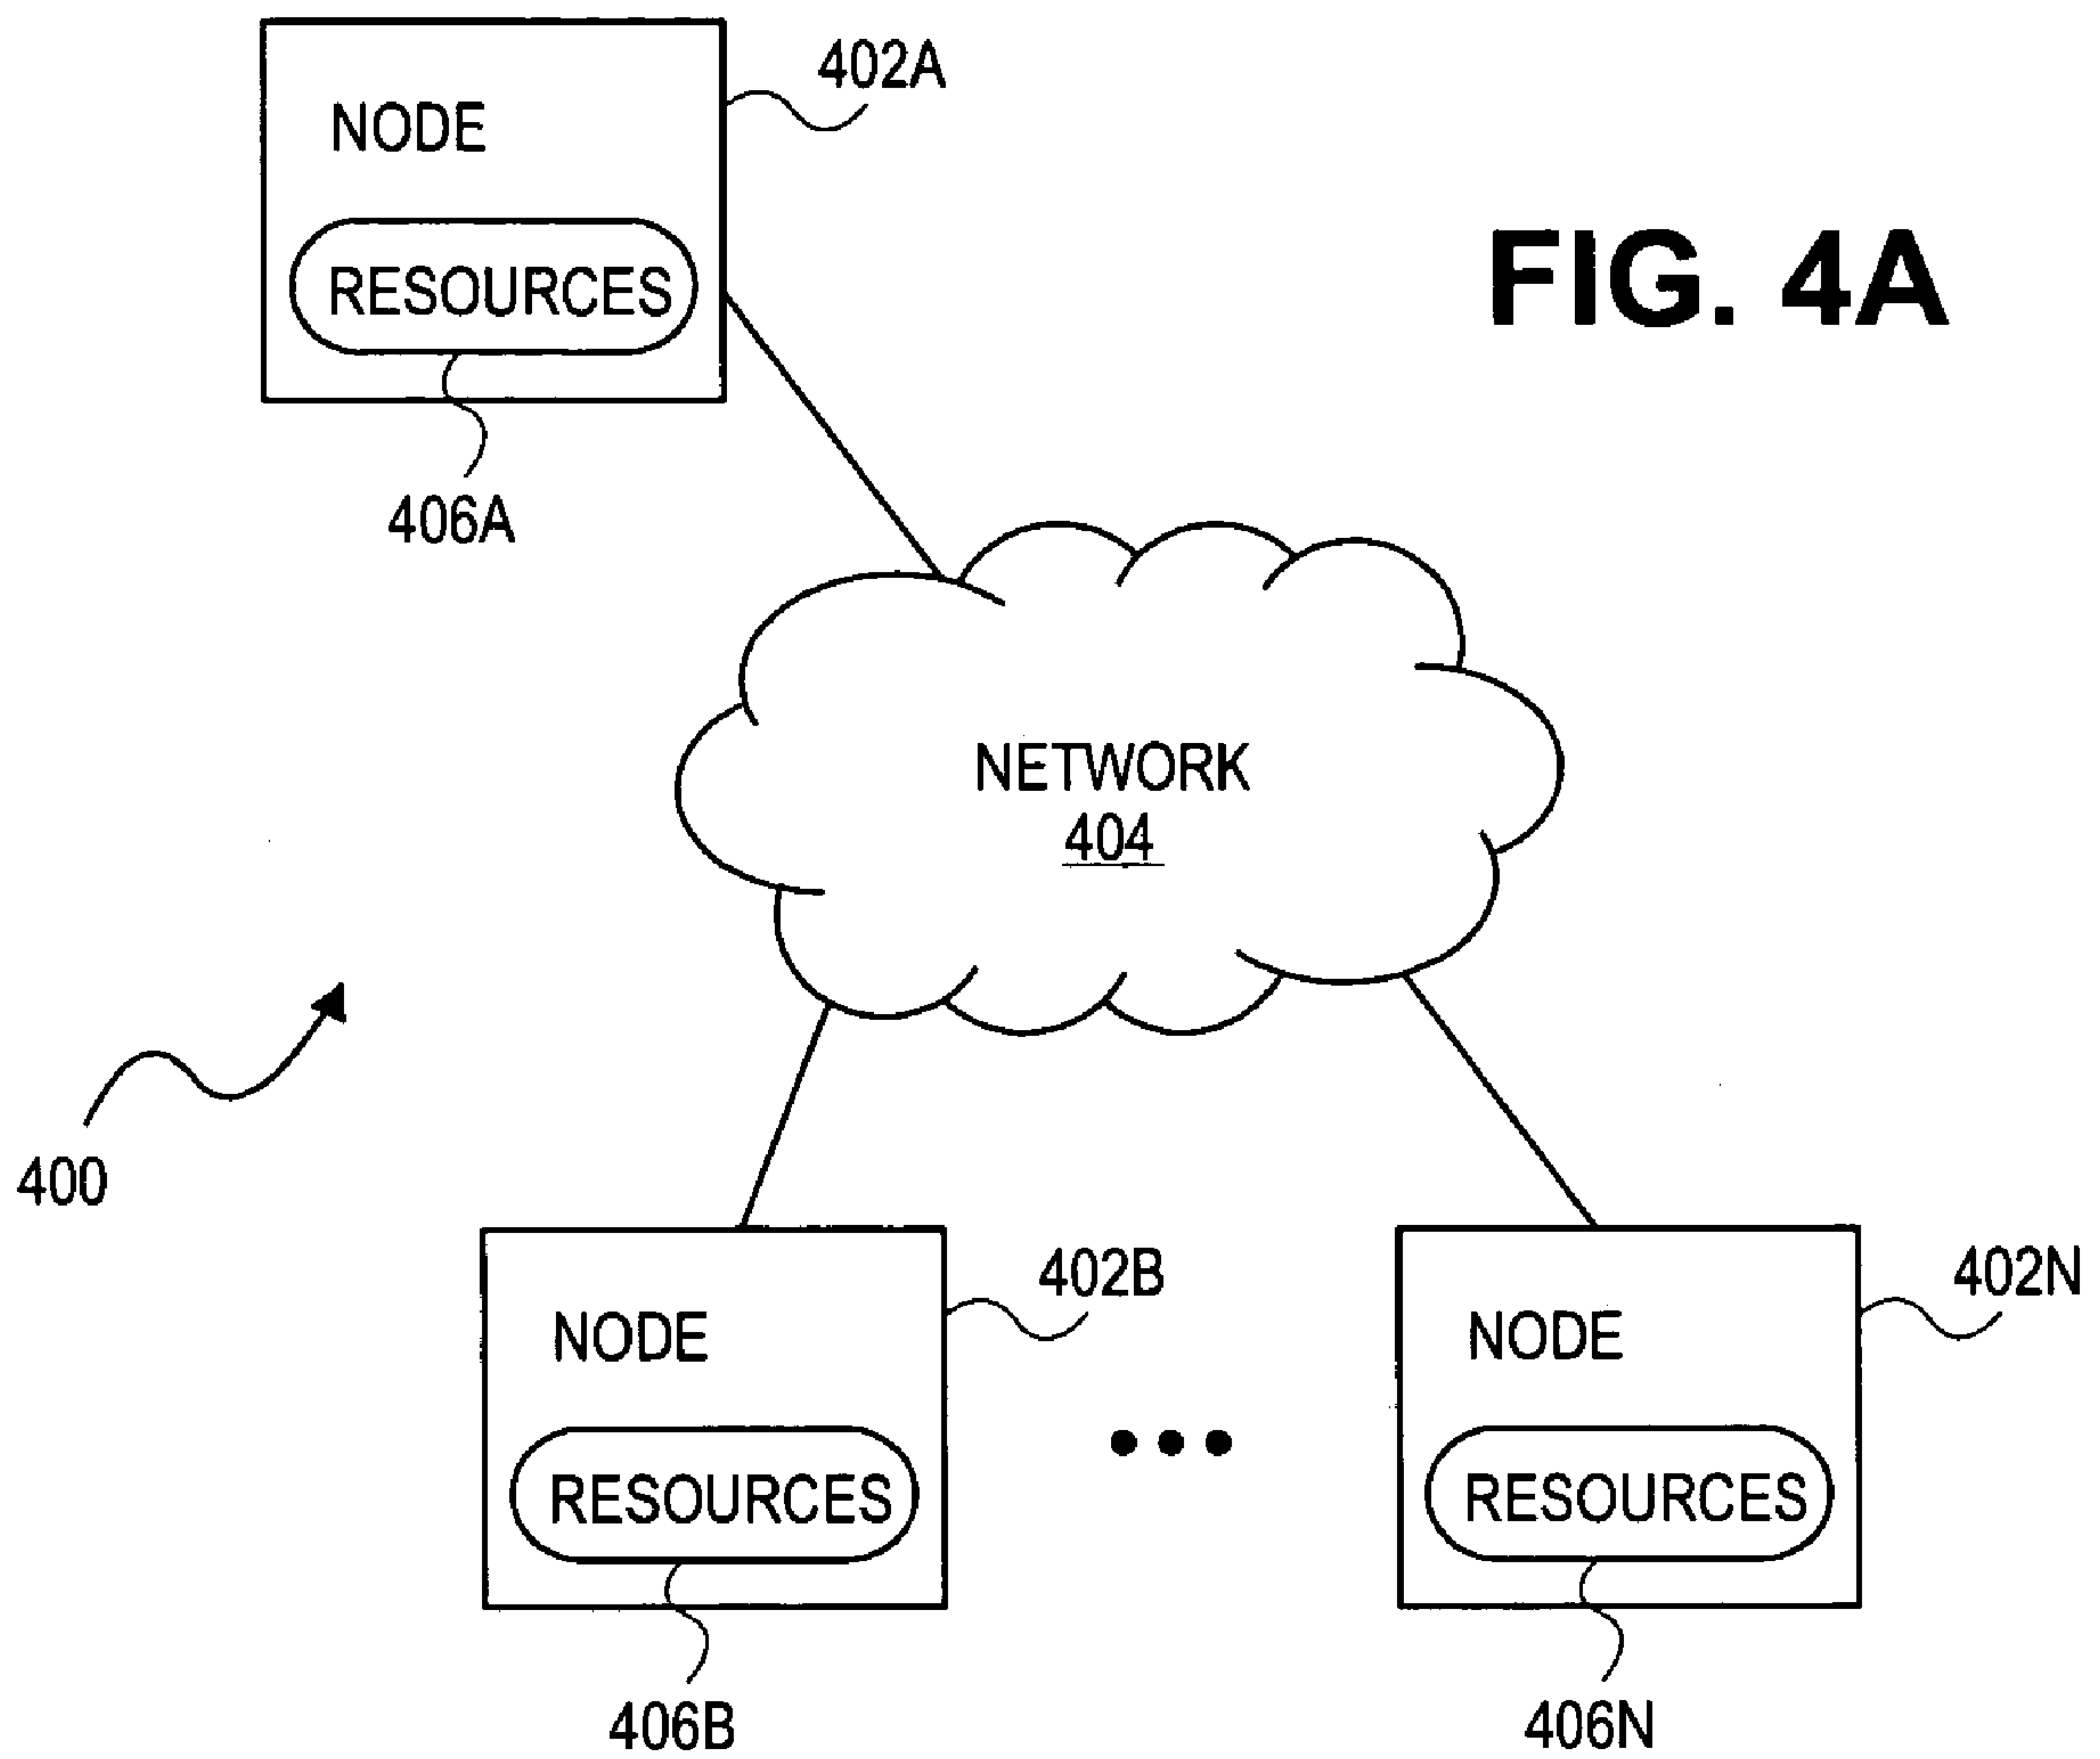 402A
NODE
FIG. 4A
RESOURCES
406A
NETWORK
404
400
402B
402N
NODE
NODE
RESOURCES
RESOURCES
406B
406N